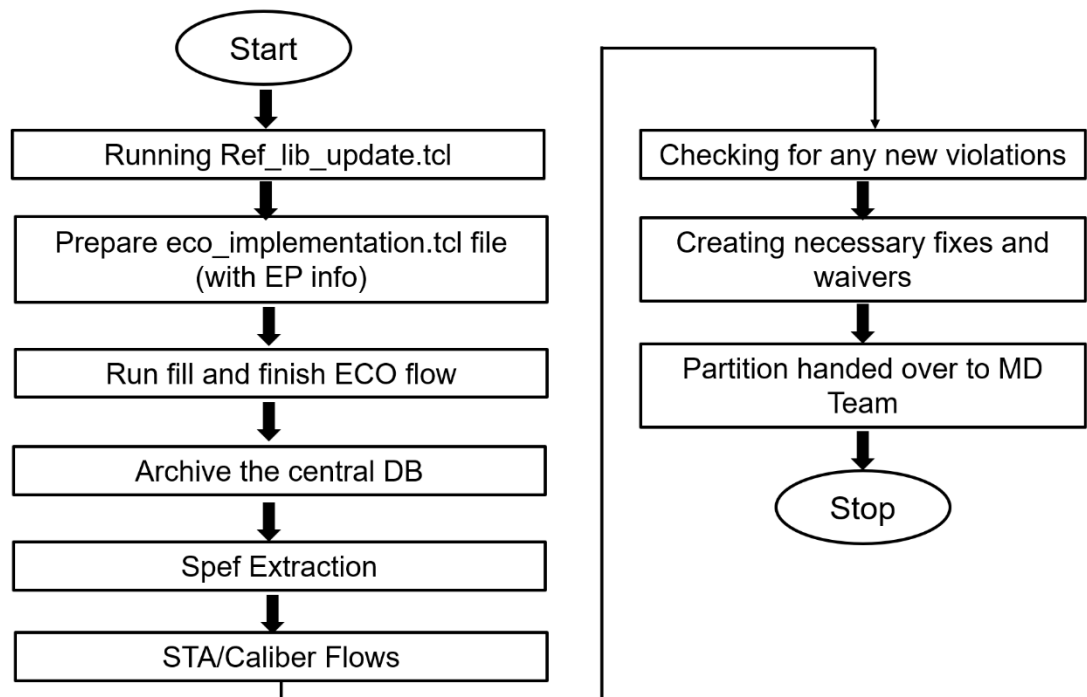 Start
Running Ref_lib_update.tcl
Prepare eco_implementation.tcl file
(with EP info)
Run fill and finish ECO flow
Archive the central DB
Spef Extraction
STA/Caliber Flows
Checking for any new violations
Creating necessary fixes and
waivers
Partition handed over to MD
Team
Stop